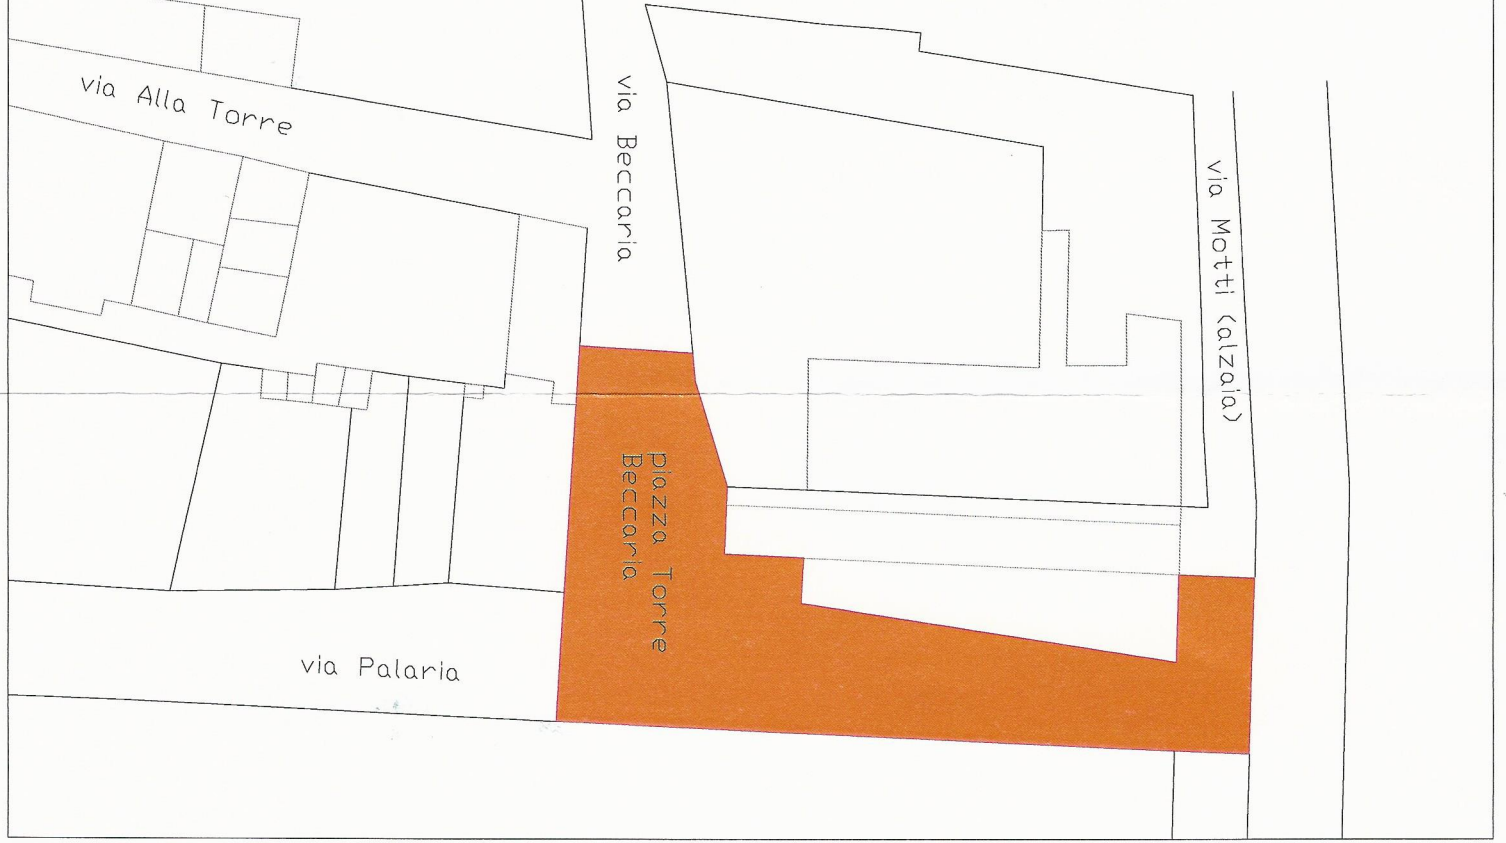 via Alla Torre
via Beccaria
via Motti (alzaia)
piazza Torre
Beccaria
via Palaria